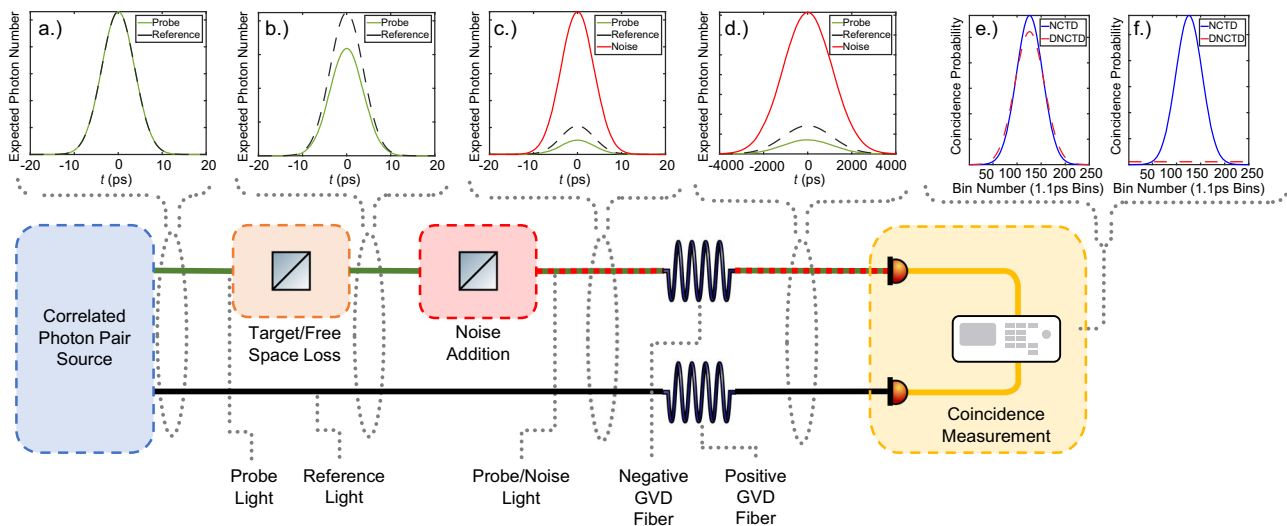 a.)
Expected Photon Number
Probe
Reference
-20 -10 0 10 20
t (ps)
b.)
Expected Photon Number
Probe
Reference
-20 -10 0 10 20
t (ps)
c.)
Expected Photon Number
Probe
Reference
Noise
-20 -10 0 10 20
t (ps)
d.)
Expected Photon Number
Probe
Reference
Noise
-4000 -2000 0 2000 4000
t (ps)
e.)
Coincidence Probability
NCTD
DNCTD
50 100 150 200 250
Bin Number (1.1ps Bins)
f.)
Coincidence Probability
NCTD
DNCTD
50 100 150 200 250
Bin Number (1.1ps Bins)
Correlated
Photon Pair
Source
Target/Free
Space Loss
Noise
Addition
Coincidence
Measurement
Probe
Light
Reference
Light
Probe/Noise
Light
Negative
GVD
Fiber
Positive
GVD
Fiber